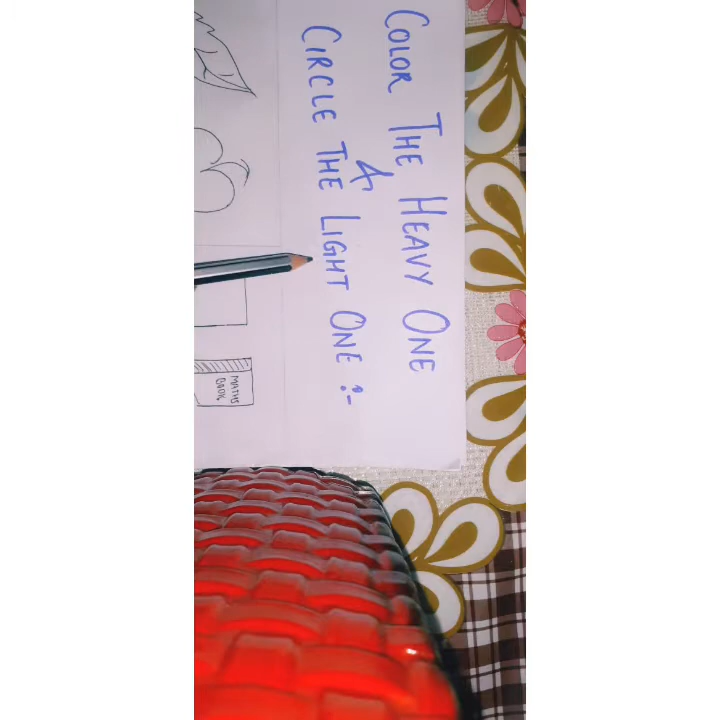 COLOR THE HEAVY ONE
&
CIRCLE THE LIGHT ONE :-
MATHS
BOOK